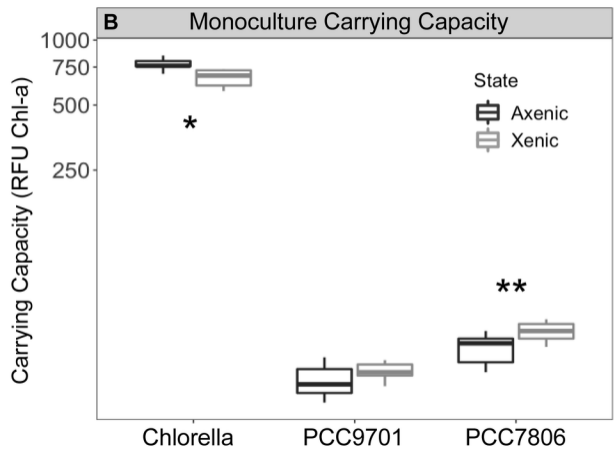 B Monoculture Carrying Capacity
1000
750
500
250
Carrying Capacity (RFU Chl-a)
State
Axenic
Xenic
*
**
Chlorella PCC9701 PCC7806